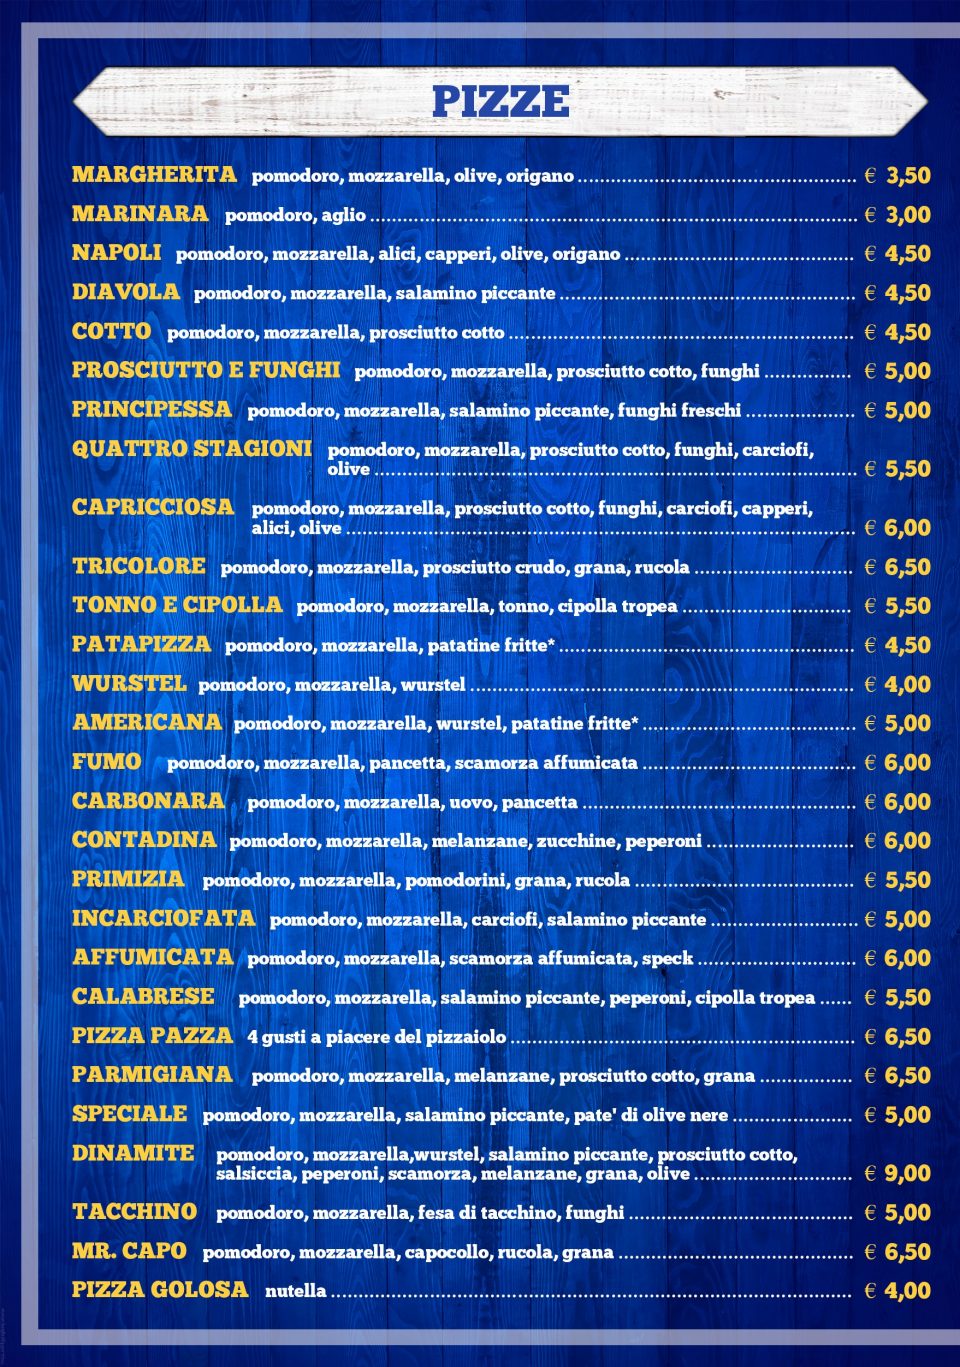 PIZZE
MARGHERITA pomodoro, mozzarella, olive, origano ........ € 3,50
MARINARA pomodoro, aglio ........ € 3,00
NAPOLI pomodoro, mozzarella, alici, capperi, olive, origano ........ € 4,50
DIAVOLA pomodoro, mozzarella, salamino piccante ........ € 4,50
COTTO pomodoro, mozzarella, prosciutto cotto ........ € 4,50
PROSCIUTTO E FUNGHI pomodoro, mozzarella, prosciutto cotto, funghi ........ € 5,00
PRINCIPESSA pomodoro, mozzarella, salamino piccante, funghi freschi ........ € 5,00
QUATTRO STAGIONI pomodoro, mozzarella, prosciutto cotto, funghi, carciofi,
olive ........ € 5,50
CAPRICCIOSA pomodoro, mozzarella, prosciutto cotto, funghi, carciofi, capperi,
alici, olive ........ € 6,00
TRICOLORE pomodoro, mozzarella, prosciutto crudo, grana, rucola ........ € 6,50
TONNO E CIPOLLA pomodoro, mozzarella, tonno, cipolla tropea ........ € 5,50
PATAPIZZA pomodoro, mozzarella, patatine fritte* ........ € 4,50
WURSTEL pomodoro, mozzarella, wurstel ........ € 4,00
AMERICANA pomodoro, mozzarella, wurstel, patatine fritte* ........ € 5,00
FUMO pomodoro, mozzarella, pancetta, scamorza affumicata ........ € 6,00
CARBONARA pomodoro, mozzarella, uovo, pancetta ........ € 6,00
CONTADINA pomodoro, mozzarella, melanzane, zucchine, peperoni ........ € 6,00
PRIMIZIA pomodoro, mozzarella, pomodorini, grana, rucola ........ € 5,50
INCARCIOFATA pomodoro, mozzarella, carciofi, salamino piccante ........ € 5,00
AFFUMICATA pomodoro, mozzarella, scamorza affumicata, speck ........ € 6,00
CALABRESE pomodoro, mozzarella, salamino piccante, peperoni, cipolla tropea ...... € 5,50
PIZZA PAZZA 4 gusti a piacere del pizzaiolo ........ € 6,50
PARMIGIANA pomodoro, mozzarella, melanzane, prosciutto cotto, grana ........ € 6,50
SPECIALE pomodoro, mozzarella, salamino piccante, pate' di olive nere ........ € 5,00
DINAMITE pomodoro, mozzarella,wurstel, salamino piccante, prosciutto cotto,
salsiccia, peperoni, scamorza, melanzane, grana, olive ........ € 9,00
TACCHINO pomodoro, mozzarella, fesa di tacchino, funghi ........ € 5,00
MR. CAPO pomodoro, mozzarella, capocollo, rucola, grana ........ € 6,50
PIZZA GOLOSA nutella ........ € 4,00